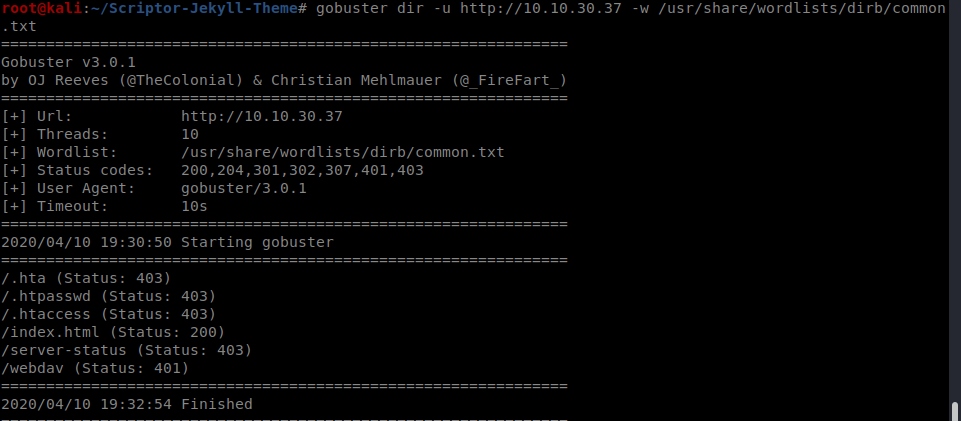 root@kali:~/Scriptor-Jekyll-Theme# gobuster dir -u http://10.10.30.37 -w /usr/share/wordlists/dirb/common
.txt
===============================================================
Gobuster v3.0.1
by OJ Reeves (@TheColonial) & Christian Mehlmauer (@_FireFart_)
===============================================================
[+] Url:            http://10.10.30.37
[+] Threads:        10
[+] Wordlist:       /usr/share/wordlists/dirb/common.txt
[+] Status codes:   200,204,301,302,307,401,403
[+] User Agent:     gobuster/3.0.1
[+] Timeout:        10s
===============================================================
2020/04/10 19:30:50 Starting gobuster
===============================================================
/.hta (Status: 403)
/.htpasswd (Status: 403)
/.htaccess (Status: 403)
/index.html (Status: 200)
/server-status (Status: 403)
/webdav (Status: 401)
===============================================================
2020/04/10 19:32:54 Finished
===============================================================